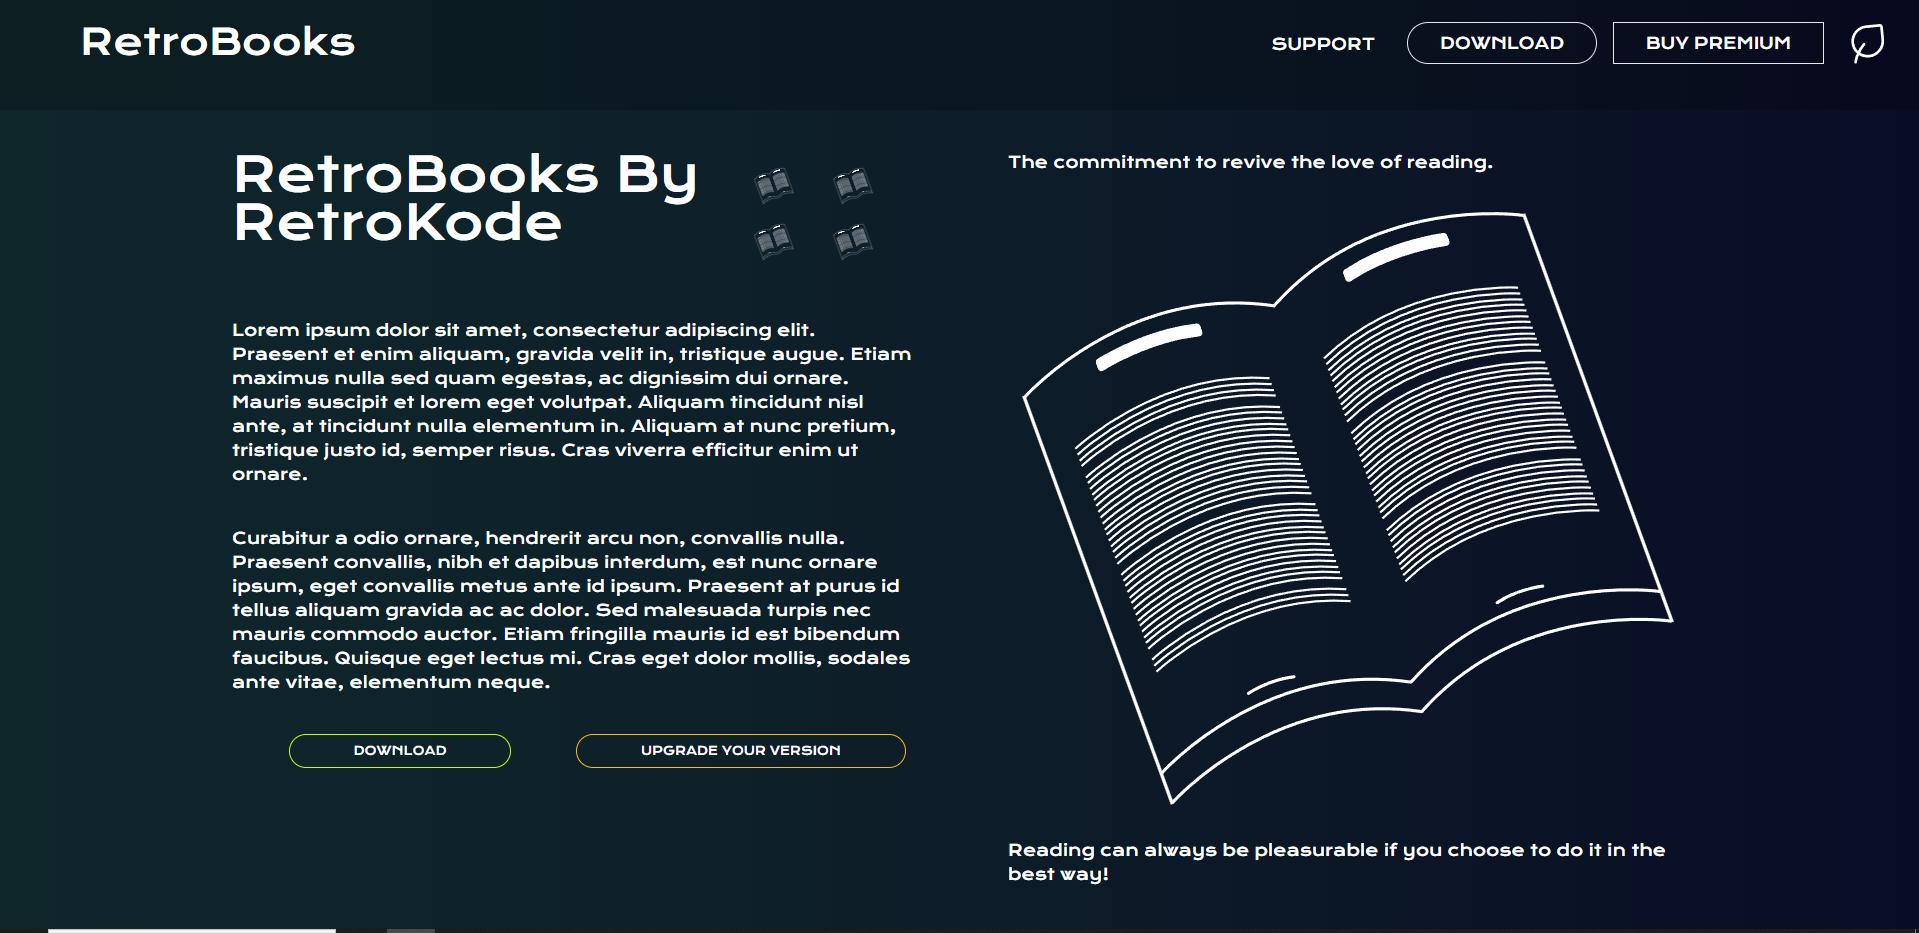 RetroBooks
SUPPORT
DOWNLOAD
BUY PREMIUM
RetroBooks By
RetroKode
Lorem ipsum dolor sit amet, consectetur adipiscing elit.
Praesent et enim aliquam, gravida velit in, tristique augue. Etiam
maximus nulla sed quam egestas, ac dignissim dui ornare.
Mauris suscipit et lorem eget volutpat. Aliquam tincidunt nisl
ante, at tincidunt nulla elementum in. Aliquam at nunc pretium,
tristique justo id, semper risus. Cras viverra efficitur enim ut
ornare.
Curabitur a odio ornare, hendrerit arcu non, convallis nulla.
Praesent convallis, nibh et dapibus interdum, est nunc ornare
ipsum, eget convallis metus ante id ipsum. Praesent at purus id
tellus aliquam gravida ac ac dolor. Sed malesuada turpis nec
mauris commodo auctor. Etiam fringilla mauris id est bibendum
faucibus. Quisque eget lectus mi. Cras eget dolor mollis, sodales
ante vitae, elementum neque.
DOWNLOAD
UPGRADE YOUR VERSION
The commitment to revive the love of reading.
Reading can always be pleasurable if you choose to do it in the
best way!